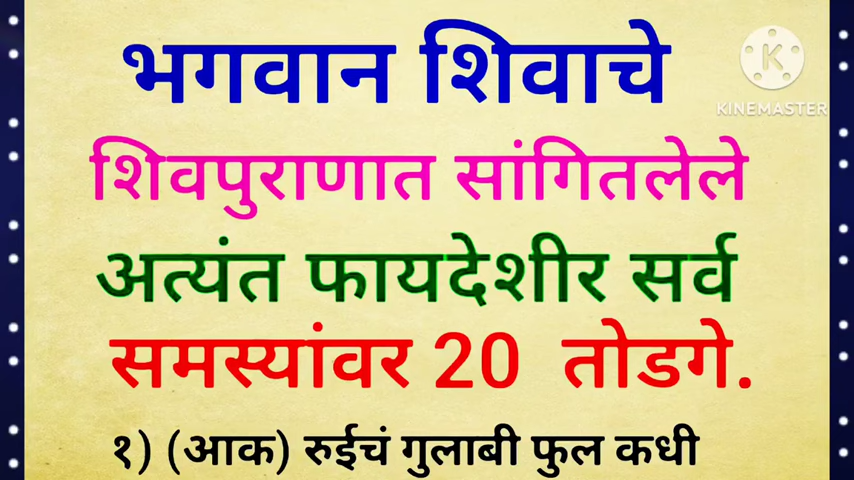 भगवान शिवाचे
KINEMASTER
शिवपुराणात सांगितलेले
अत्यंत फायदेशीर सर्व
समस्यांवर 20 तोडगे.
१) (आक) रुईचं गुलाबी फुल कधी